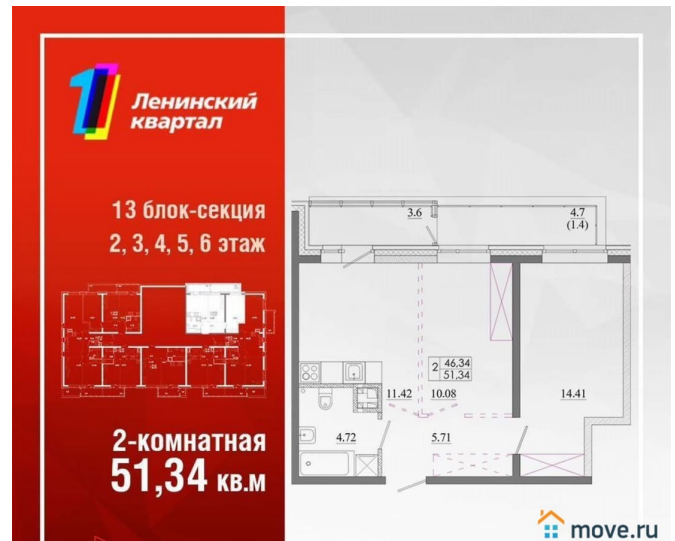 Ленинский
квартал
13 блок-секция
2, 3, 4, 5, 6 этаж
2-комнатная
51,34 кв.м
3.6
4.7
(1.4)
2 46,34
51,34
11.42
10.08
14.41
4.72
5.71
move.ru